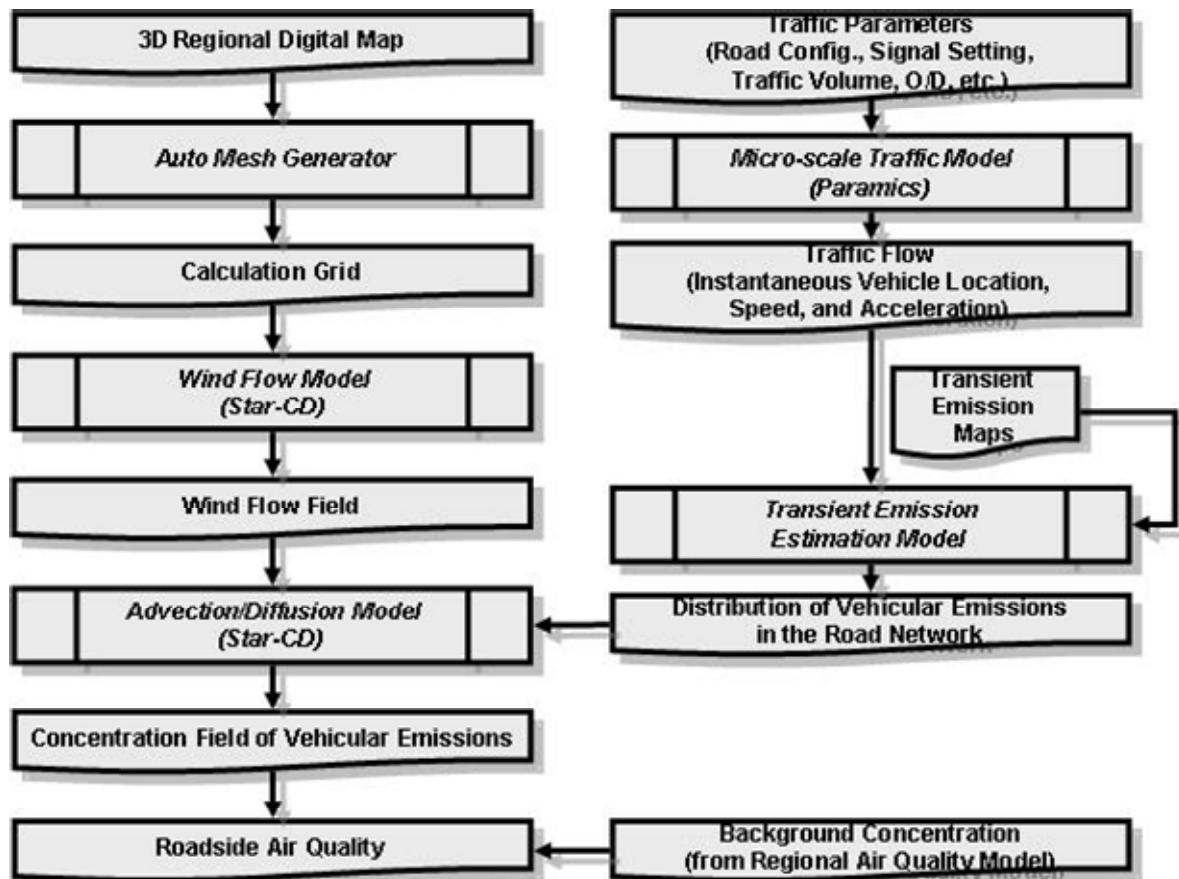 3D Regional Digital Map
Auto Mesh Generator
Calculation Grid
Wind Flow Model
(Star-CD)
Wind Flow Field
Advection/Diffusion Model
(Star-CD)
Concentration Field of Vehicular Emissions
Roadside Air Quality
Traffic Parameters
(Road Config., Signal Setting,
Traffic Volume, O/D, etc.)
Micro-scale Traffic Model
(Paramics)
Traffic Flow
(Instantaneous Vehicle Location,
Speed, and Acceleration)
Transient
Emission
Maps
Transient Emission
Estimation Model
Distribution of Vehicular Emissions
in the Road Network
Background Concentration
(from Regional Air Quality Model)